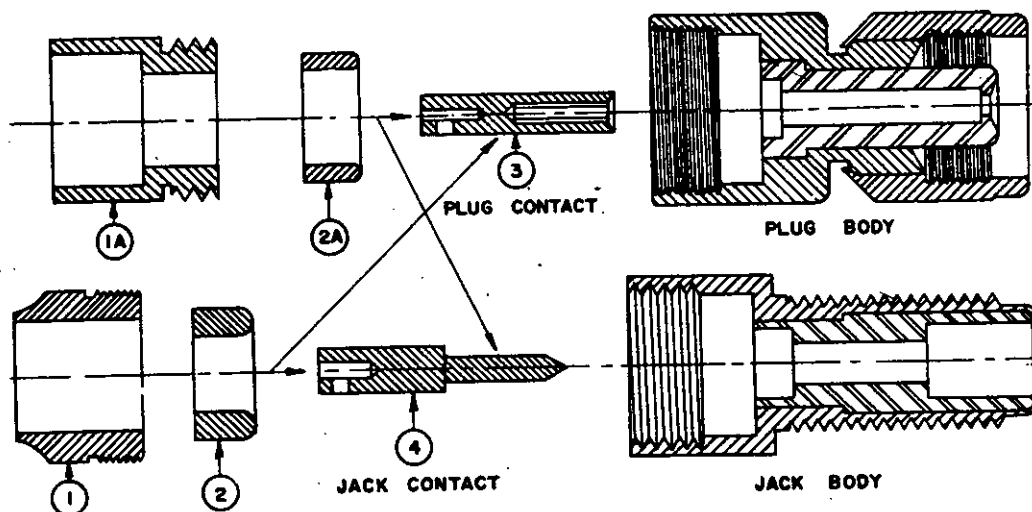 1A
2A
3
PLUG CONTACT
PLUG BODY
1
2
4
JACK CONTACT
JACK BODY